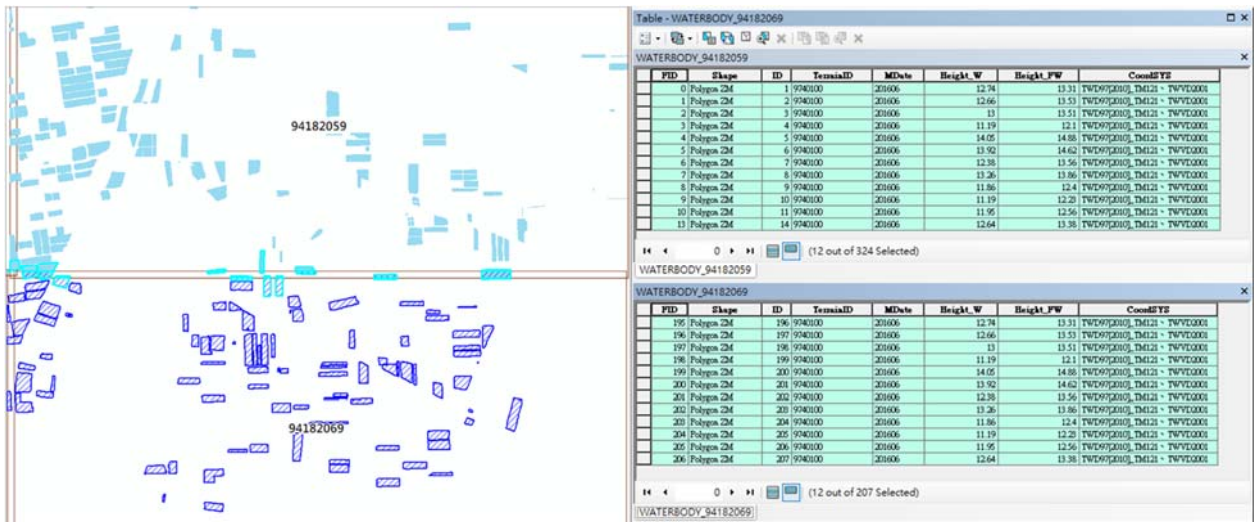 94182059
94182069
Table - WATERBODY_94182069
WATERBODY_94182059
FID Shape ID TerrainID MDate Height_W Height_FW CoordSYS
0 Polygon ZM 1 9740100 201606 12.74 13.31 TWD97[2010]_TM121、TWVD2001
1 Polygon ZM 2 9740100 201606 12.66 13.53 TWD97[2010]_TM121、TWVD2001
2 Polygon ZM 3 9740100 201606 13 13.51 TWD97[2010]_TM121、TWVD2001
3 Polygon ZM 4 9740100 201606 11.19 12.1 TWD97[2010]_TM121、TWVD2001
4 Polygon ZM 5 9740100 201606 14.05 14.88 TWD97[2010]_TM121、TWVD2001
5 Polygon ZM 6 9740100 201606 13.92 14.62 TWD97[2010]_TM121、TWVD2001
6 Polygon ZM 7 9740100 201606 12.38 13.56 TWD97[2010]_TM121、TWVD2001
7 Polygon ZM 8 9740100 201606 13.26 13.86 TWD97[2010]_TM121、TWVD2001
8 Polygon ZM 9 9740100 201606 11.86 12.4 TWD97[2010]_TM121、TWVD2001
9 Polygon ZM 10 9740100 201606 11.19 12.23 TWD97[2010]_TM121、TWVD2001
10 Polygon ZM 11 9740100 201606 11.95 12.56 TWD97[2010]_TM121、TWVD2001
13 Polygon ZM 14 9740100 201606 12.64 13.38 TWD97[2010]_TM121、TWVD2001
0 (12 out of 324 Selected)
WATERBODY_94182059
WATERBODY_94182069
FID Shape ID TerrainID MDate Height_W Height_FW CoordSYS
195 Polygon ZM 196 9740100 201606 12.74 13.31 TWD97[2010]_TM121、TWVD2001
196 Polygon ZM 197 9740100 201606 12.66 13.53 TWD97[2010]_TM121、TWVD2001
197 Polygon ZM 198 9740100 201606 13 13.51 TWD97[2010]_TM121、TWVD2001
198 Polygon ZM 199 9740100 201606 11.19 12.1 TWD97[2010]_TM121、TWVD2001
199 Polygon ZM 200 9740100 201606 14.05 14.88 TWD97[2010]_TM121、TWVD2001
200 Polygon ZM 201 9740100 201606 13.92 14.62 TWD97[2010]_TM121、TWVD2001
201 Polygon ZM 202 9740100 201606 12.38 13.56 TWD97[2010]_TM121、TWVD2001
202 Polygon ZM 203 9740100 201606 13.26 13.86 TWD97[2010]_TM121、TWVD2001
203 Polygon ZM 204 9740100 201606 11.86 12.4 TWD97[2010]_TM121、TWVD2001
204 Polygon ZM 205 9740100 201606 11.19 12.23 TWD97[2010]_TM121、TWVD2001
205 Polygon ZM 206 9740100 201606 11.95 12.56 TWD97[2010]_TM121、TWVD2001
206 Polygon ZM 207 9740100 201606 12.64 13.38 TWD97[2010]_TM121、TWVD2001
0 (12 out of 207 Selected)
WATERBODY_94182069